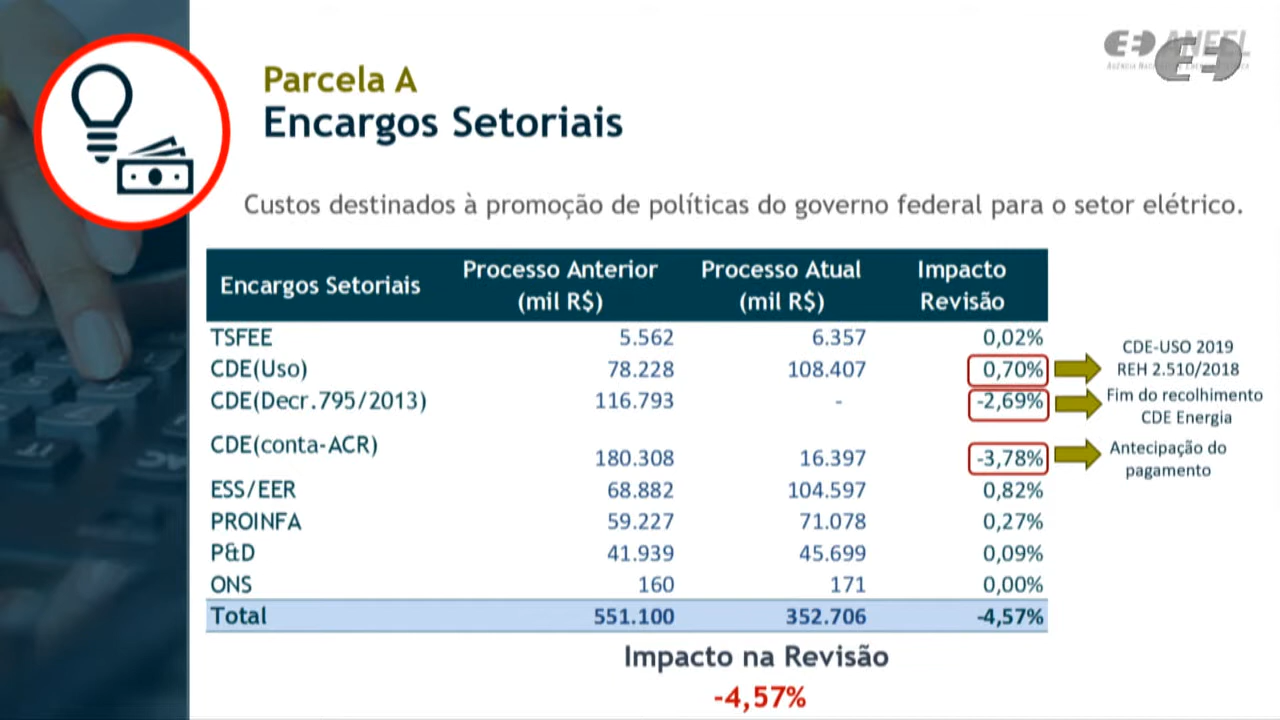 ANEEL
Parcela A
Encargos Setoriais
Custos destinados à promoção de políticas do governo federal para o setor elétrico.
Encargos Setoriais Processo Anterior (mil R$) Processo Atual (mil R$) Impacto Revisão
TSFEE 5.562 6.357 0,02%
CDE(Uso) 78.228 108.407 0,70%
CDE-USO 2019
REH 2.510/2018
CDE(Decr.795/2013) 116.793 - -2,69%
Fim do recolhimento
CDE Energia
CDE(conta-ACR) 180.308 16.397 -3,78%
Antecipação do
pagamento
ESS/EER 68.882 104.597 0,82%
PROINFA 59.227 71.078 0,27%
P&D 41.939 45.699 0,09%
ONS 160 171 0,00%
Total 551.100 352.706 -4,57%
Impacto na Revisão
-4,57%